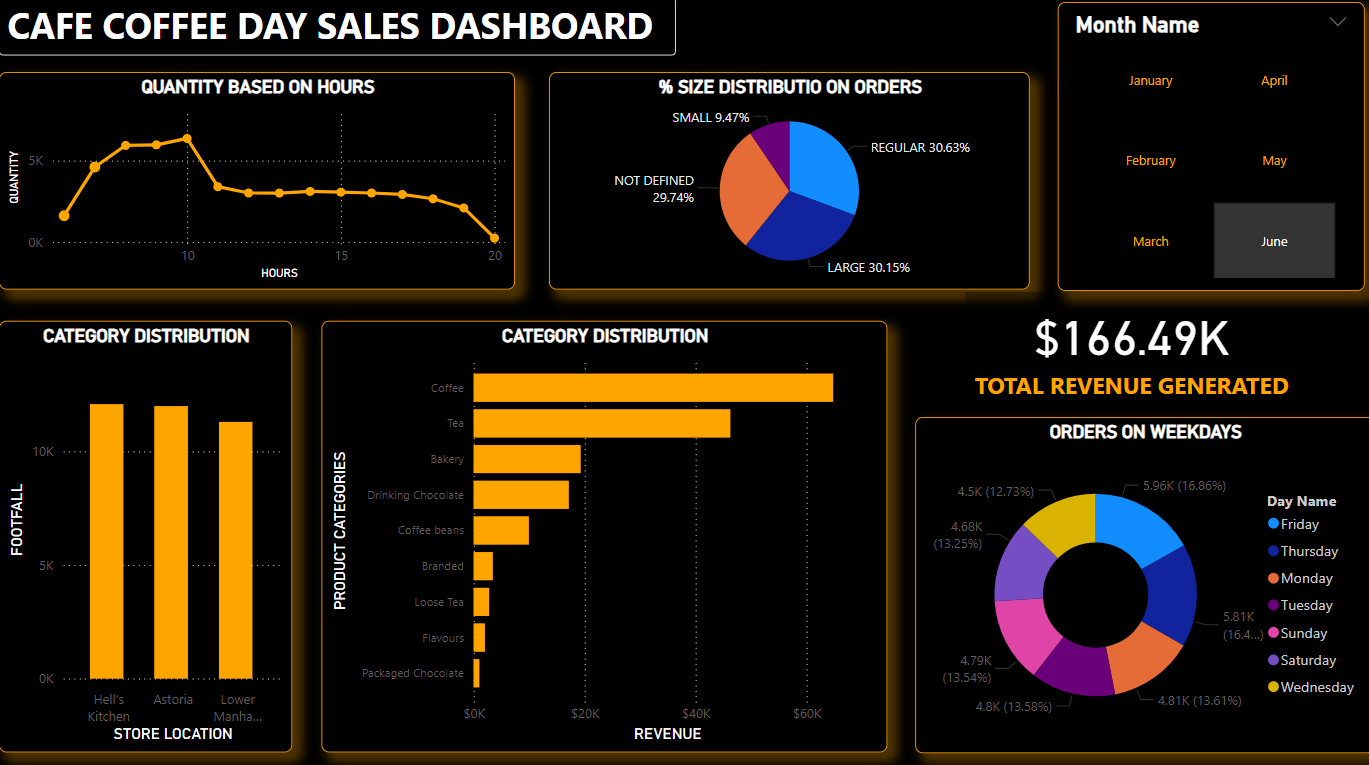 CAFE COFFEE DAY SALES DASHBOARD
Month Name
January
April
February
May
March
June
QUANTITY BASED ON HOURS
QUANTITY
5K
0K
10
15
20
HOURS
% SIZE DISTRIBUTIO ON ORDERS
SMALL 9.47%
REGULAR 30.63%
NOT DEFINED
29.74%
LARGE 30.15%
CATEGORY DISTRIBUTION
FOOTFALL
10K
5K
0K
Hell's
Kitchen
Astoria
Lower
Manha...
STORE LOCATION
CATEGORY DISTRIBUTION
PRODUCT CATEGORIES
Coffee
Tea
Bakery
Drinking Chocolate
Coffee beans
Branded
Loose Tea
Flavours
Packaged Chocolate
$0K
$20K
$40K
$60K
REVENUE
$166.49K
TOTAL REVENUE GENERATED
ORDERS ON WEEKDAYS
4.5K (12.73%)
5.96K (16.86%)
4.68K
(13.25%)
5.81K
(16.4...)
4.79K
(13.54%)
4.8K (13.58%)
4.81K (13.61%)
Day Name
Friday
Thursday
Monday
Tuesday
Sunday
Saturday
Wednesday